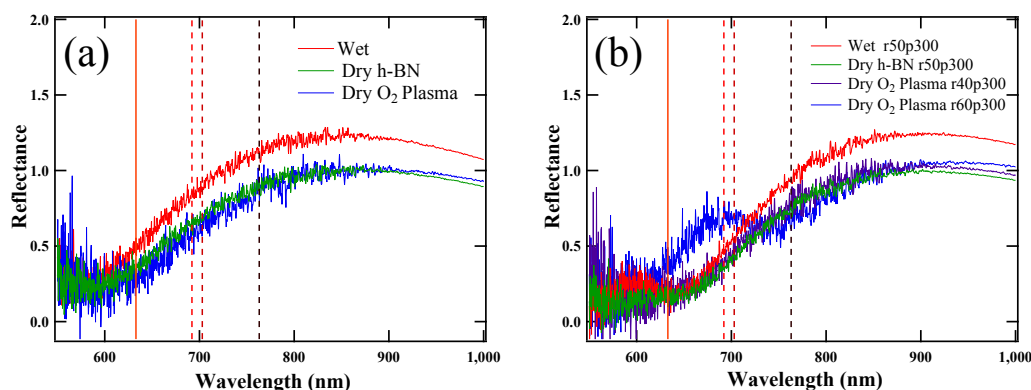 (a)
Wet
Dry h-BN
Dry O₂ Plasma
Reflectance
2.0
1.5
1.0
0.5
0.0
600
700
800
900
1,000
Wavelength (nm)
(b)
Wet r50p300
Dry h-BN r50p300
Dry O₂ Plasma r40p300
Dry O₂ Plasma r60p300
Reflectance
2.0
1.5
1.0
0.5
0.0
600
700
800
900
1,000
Wavelength (nm)